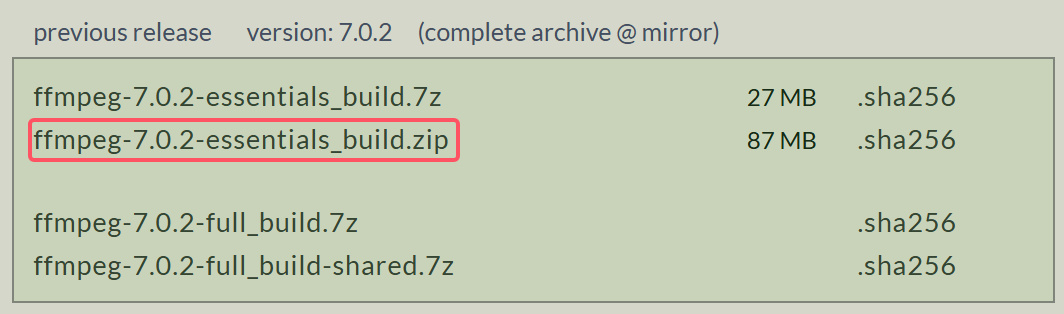 previous release version: 7.0.2 (complete archive @ mirror)
ffmpeg-7.0.2-essentials_build.7z 27 MB .sha256
ffmpeg-7.0.2-essentials_build.zip 87 MB .sha256
ffmpeg-7.0.2-full_build.7z .sha256
ffmpeg-7.0.2-full_build-shared.7z .sha256